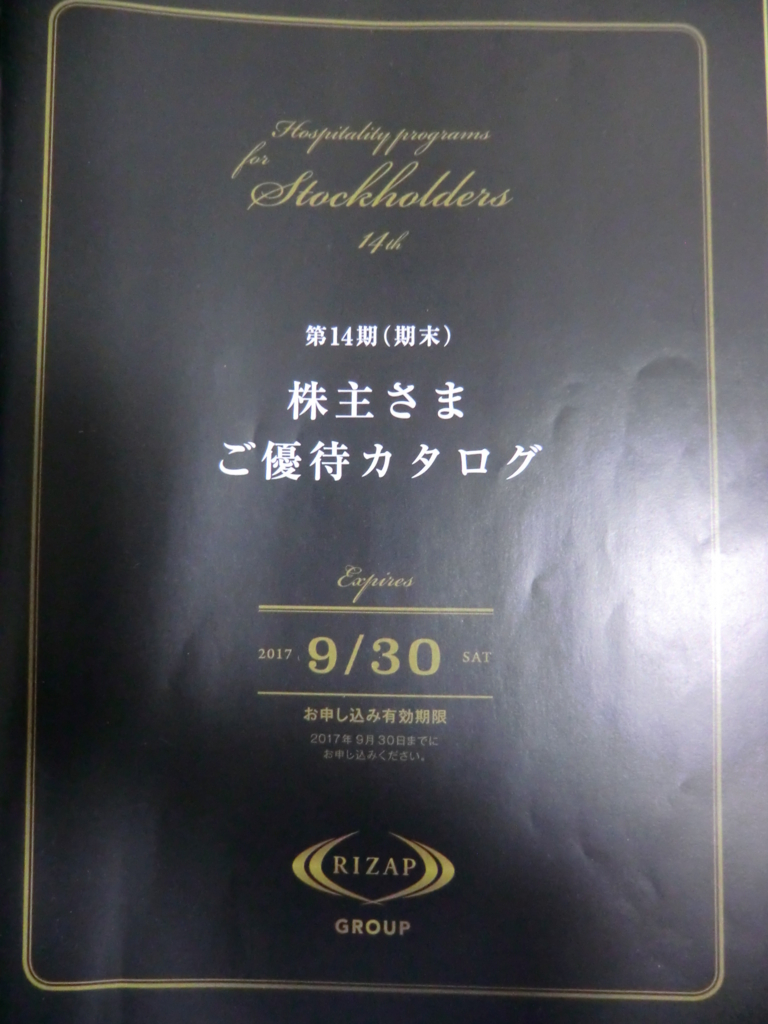 Hospitality programs
for
Stockholders
14th
第14期(期末)
株主さま
ご優待カタログ
Expires
2017. 9/30 SAT
お申し込み有効期限
2017年9月30日までに
お申し込みください。
RIZAP
GROUP